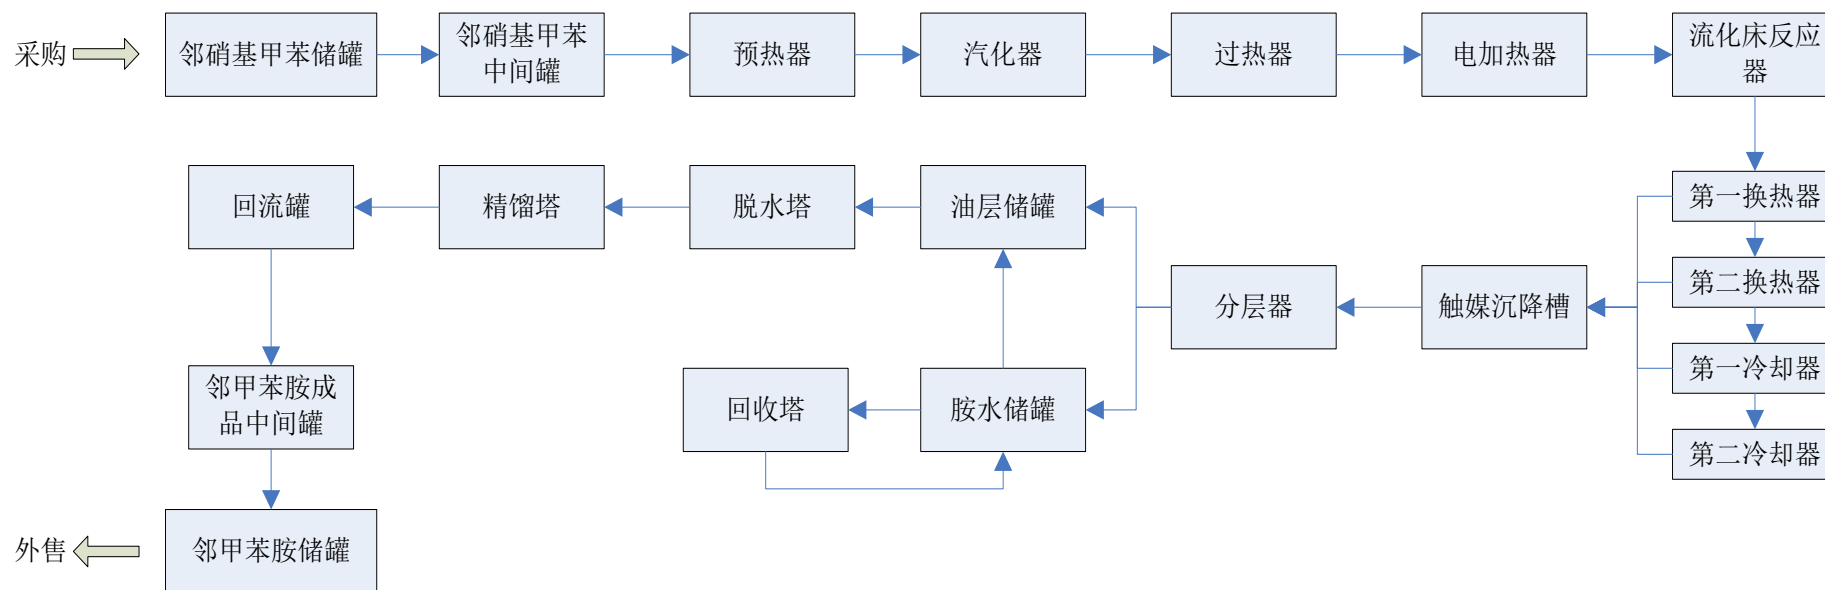 采购
邻硝基甲苯储罐
邻硝基甲苯
中间罐
预热器
汽化器
过热器
电加热器
流化床反应
器
回流罐
精馏塔
脱水塔
油层储罐
第一换热器
第二换热器
分层器
触媒沉降槽
第一冷却器
邻甲苯胺成
品中间罐
回收塔
胺水储罐
第二冷却器
外售
邻甲苯胺储罐